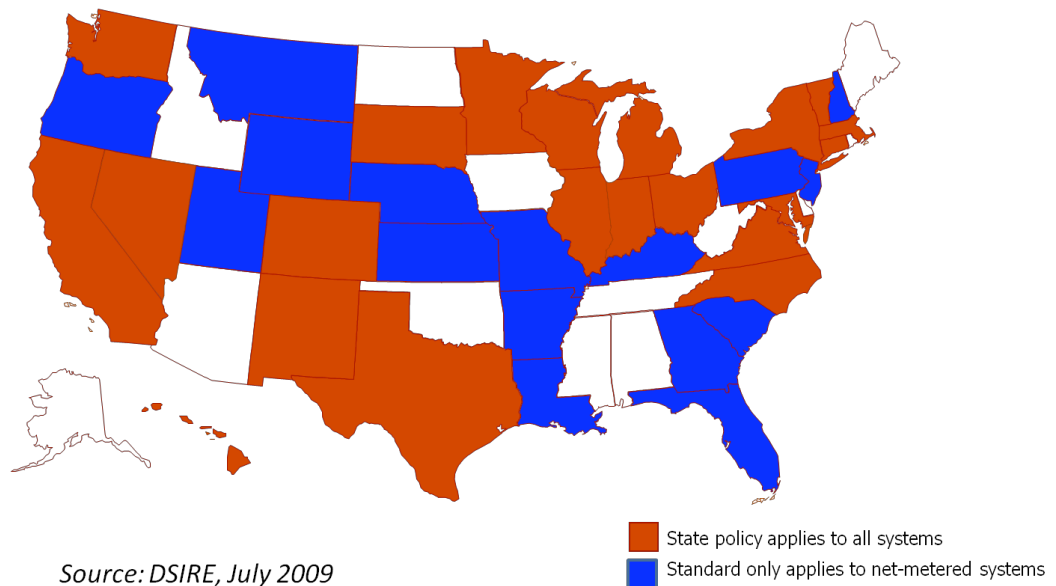 State policy applies to all systems
Source: DSIRE, July 2009
Standard only applies to net-metered systems